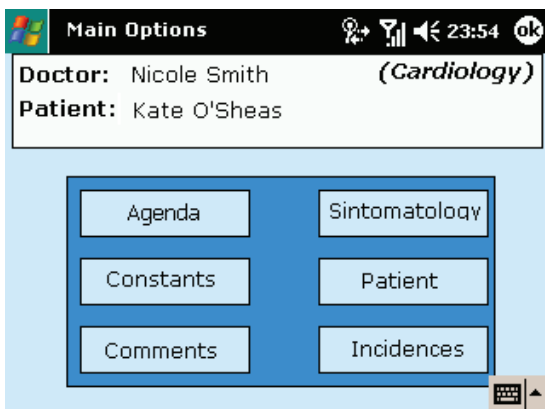 Main Options 23:54 ok
Doctor: Nicole Smith (Cardiology)
Patient: Kate O'Sheas
Agenda Sintomatology
Constants Patient
Comments Incidences